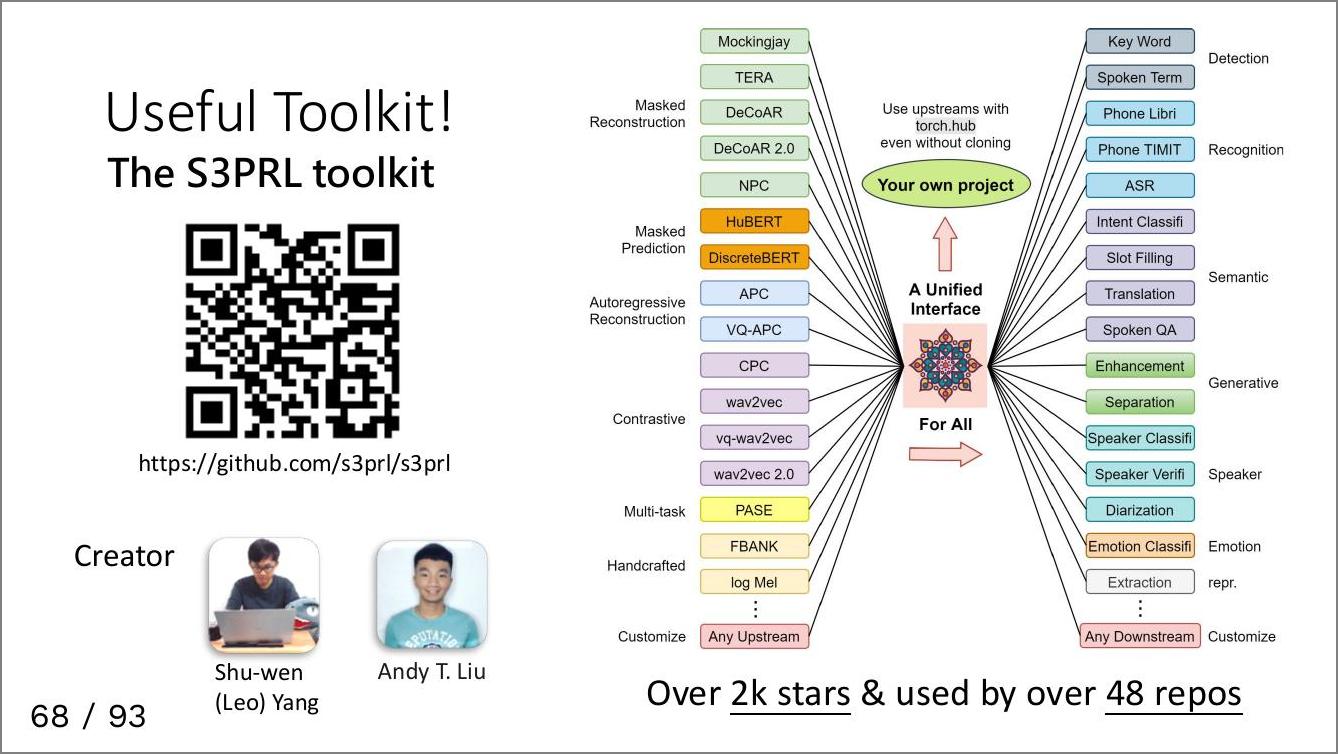 Useful Toolkit!
The S3PRL toolkit
https://github.com/s3prl/s3prl
Creator
Shu-wen
(Leo) Yang
Andy T. Liu
68 / 93
Masked
Reconstruction
Mockingjay
TERA
DeCoAR
DeCoAR 2.0
NPC
Masked
Prediction
HuBERT
DiscreteBERT
Autoregressive
Reconstruction
APC
VQ-APC
Contrastive
CPC
wav2vec
vq-wav2vec
wav2vec 2.0
Multi-task
PASE
Handcrafted
FBANK
log Mel
Customize
Any Upstream
Use upstreams with
torch.hub
even without cloning
Your own project
A Unified
Interface
For All
Key Word
Spoken Term
Detection
Phone Libri
Phone TIMIT
ASR
Recognition
Intent Classifi
Slot Filling
Translation
Spoken QA
Semantic
Enhancement
Separation
Generative
Speaker Classifi
Speaker Verifi
Diarization
Speaker
Emotion Classifi
Emotion
Extraction
repr.
Any Downstream
Customize
Over 2k stars & used by over 48 repos